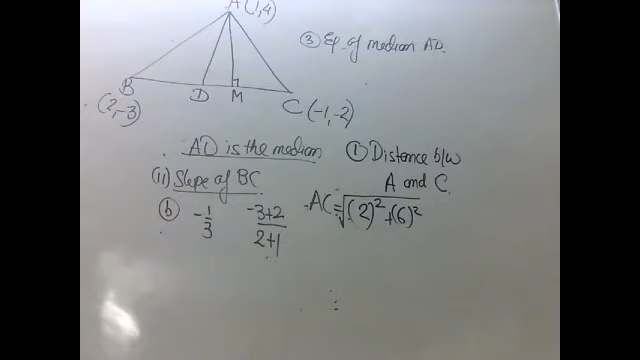 A(1,4)
③ Eq. of median AD.
B D M C (-1,-2)
(2,-3)
AD is the median ① Distance b/w
(ii) Slope of BC A and C.
ⓑ -1/3 -3+2/2+1 AC=√(2)²+(6)²